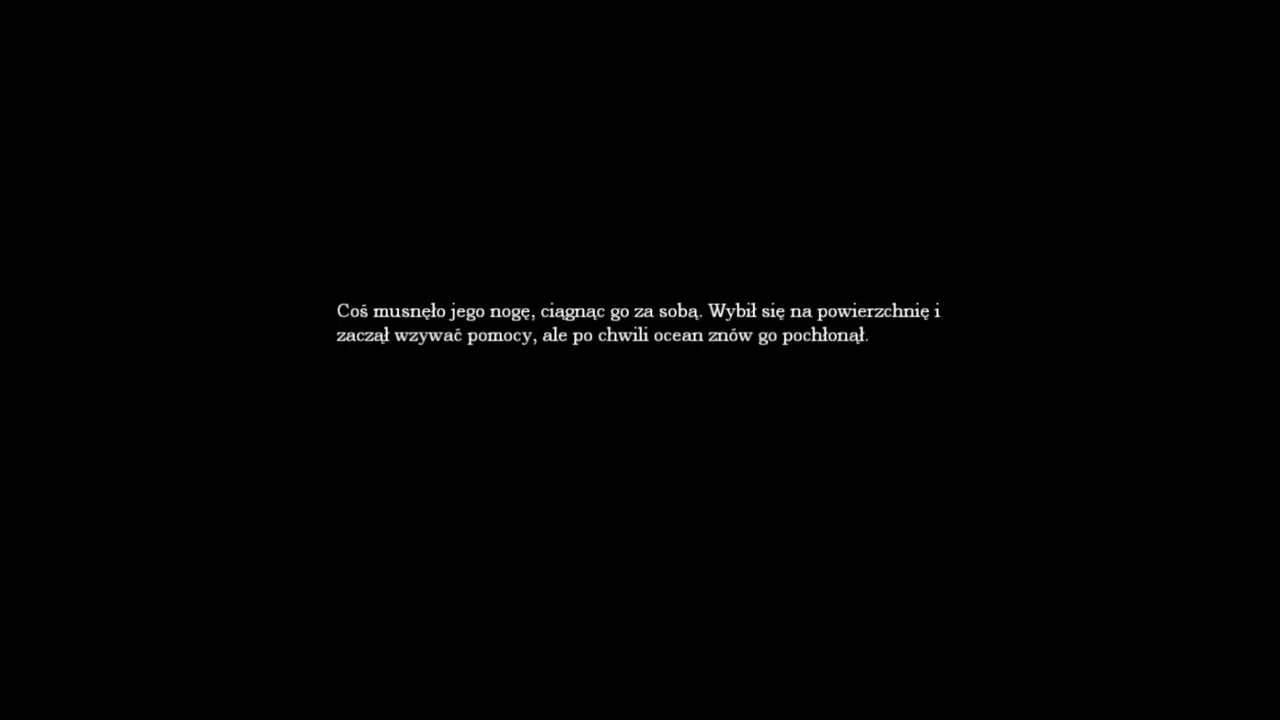 Coś musnęło jego nogę, ciągnąc go za sobą. Wybił się na powierzchnię i
zaczął wzywać pomocy, ale po chwili ocean znów go pochłonął.